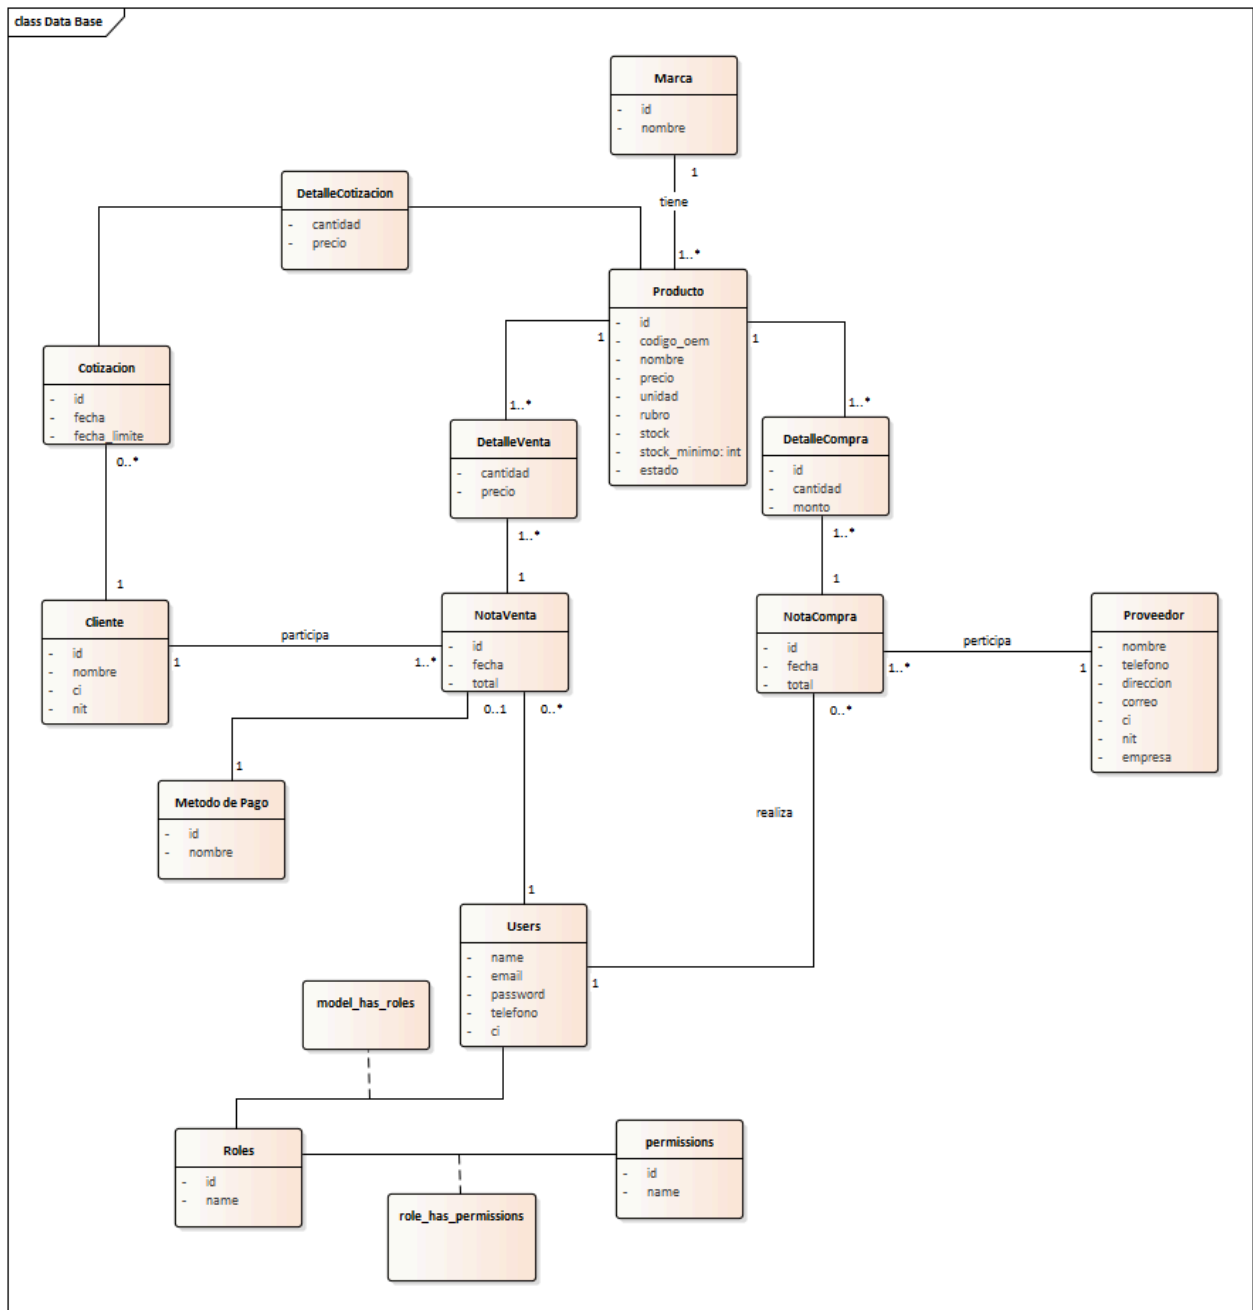 class Data Base
Marca
- id
- nombre
1
tiene
1..*
DetalleCotizacion
- cantidad
- precio
Producto
- id
- codigo_oem
- nombre
- precio
- unidad
- rubro
- stock
- stock_minimo: int
- estado
1
1
Cotizacion
- id
- fecha
- fecha_limite
0..*
1..*
DetalleVenta
- cantidad
- precio
1..*
1..*
DetalleCompra
- id
- cantidad
- monto
1..*
1
1
1
Cliente
- id
- nombre
- ci
- nit
1
participa
1..*
NotaVenta
- id
- fecha
- total
0..1
0..*
NotaCompra
- id
- fecha
- total
1..*
0..*
perticipa
1
Proveedor
- nombre
- telefono
- direccion
- correo
- ci
- nit
- empresa
1
Metodo de Pago
- id
- nombre
realiza
1
Users
- name
- email
- password
- telefono
- ci
1
model_has_roles
Roles
- id
- name
permissions
- id
- name
role_has_permissions